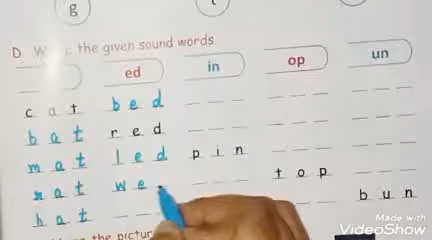 g
D. the given sound words
ed in op un
c a t b e d
b a t r e d
m a t l e d p i n
r a t w e t o p
h a t b u n
the pictur
Made with
VideoShow